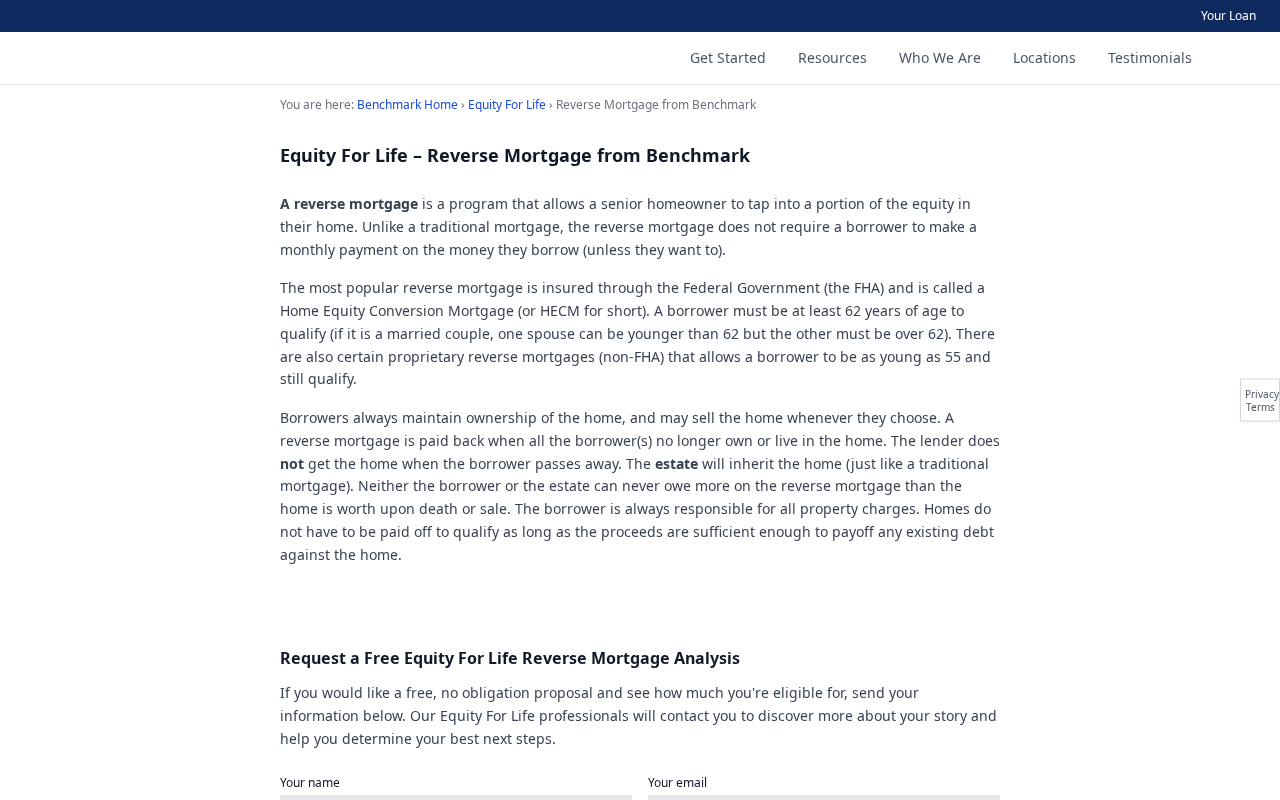 Your Loan
Get Started Resources Who We Are Locations Testimonials
You are here: Benchmark Home › Equity For Life › Reverse Mortgage from Benchmark
Equity For Life – Reverse Mortgage from Benchmark
A reverse mortgage is a program that allows a senior homeowner to tap into a portion of the equity in
their home. Unlike a traditional mortgage, the reverse mortgage does not require a borrower to make a
monthly payment on the money they borrow (unless they want to).
The most popular reverse mortgage is insured through the Federal Government (the FHA) and is called a
Home Equity Conversion Mortgage (or HECM for short). A borrower must be at least 62 years of age to
qualify (if it is a married couple, one spouse can be younger than 62 but the other must be over 62). There
are also certain proprietary reverse mortgages (non-FHA) that allows a borrower to be as young as 55 and
still qualify.
Privacy
Terms
Borrowers always maintain ownership of the home, and may sell the home whenever they choose. A
reverse mortgage is paid back when all the borrower(s) no longer own or live in the home. The lender does
not get the home when the borrower passes away. The estate will inherit the home (just like a traditional
mortgage). Neither the borrower or the estate can never owe more on the reverse mortgage than the
home is worth upon death or sale. The borrower is always responsible for all property charges. Homes do
not have to be paid off to qualify as long as the proceeds are sufficient enough to payoff any existing debt
against the home.
Request a Free Equity For Life Reverse Mortgage Analysis
If you would like a free, no obligation proposal and see how much you're eligible for, send your
information below. Our Equity For Life professionals will contact you to discover more about your story and
help you determine your best next steps.
Your name Your email